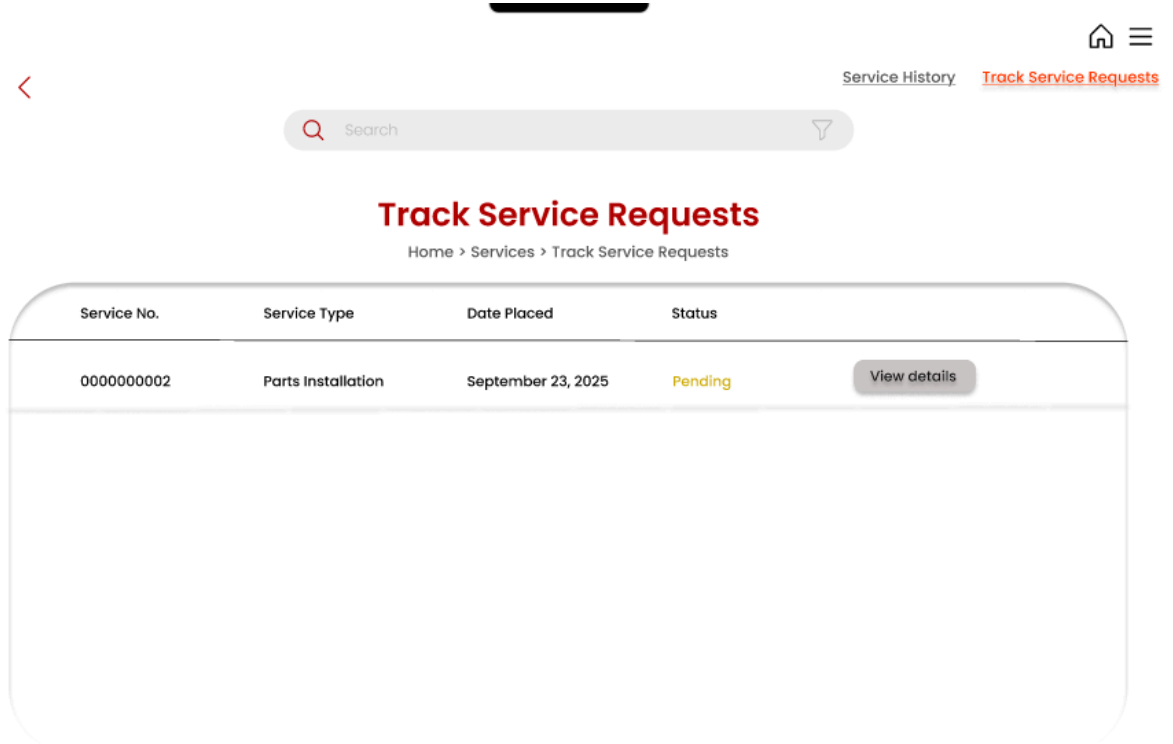 Service History Track Service Requests
Search
Track Service Requests
Home > Services > Track Service Requests
Service No. Service Type Date Placed Status
0000000002 Parts Installation September 23, 2025 Pending View details